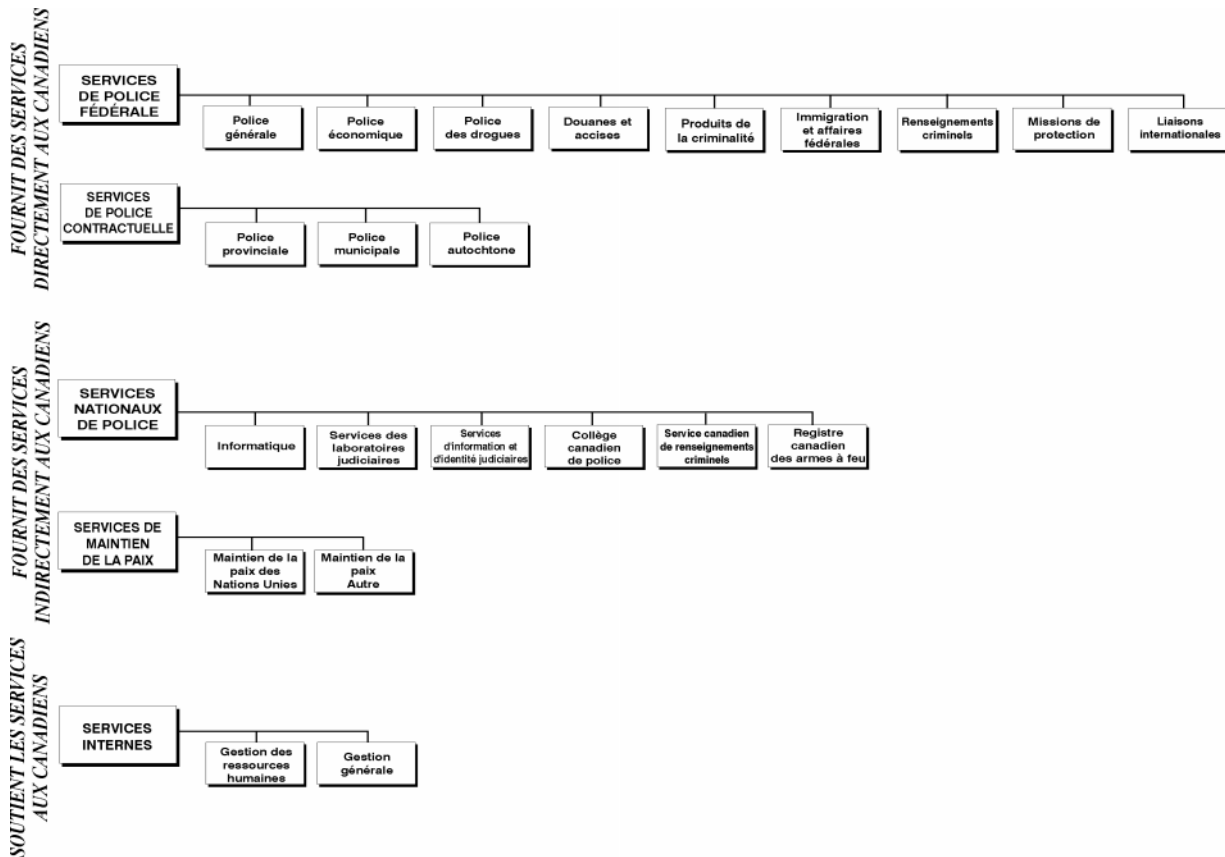 FOURNIT DES SERVICES
DIRECTEMENT AUX CANADIENS
SERVICES
DE POLICE
FÉDÉRALE
Police
générale
Police
économique
Police
des drogues
Douanes et
accises
Produits de
la criminalité
Immigration
et affaires
fédérales
Renseignements
criminels
Missions de
protection
Liaisons
internationales
SERVICES
DE POLICE
CONTRACTUELLE
Police
provinciale
Police
municipale
Police
autochtone
FOURNIT DES SERVICES
INDIRECTEMENT AUX CANADIENS
SERVICES
NATIONAUX
DE POLICE
Informatique
Services des
laboratoires
judiciaires
Services
d'information et
d'identité judiciaires
Collège
canadien
de police
Service canadien
de renseignements
criminels
Registre
canadien
des armes à feu
SERVICES DE
MAINTIEN
DE LA PAIX
Maintien de la
paix des
Nations Unies
Maintien de la
paix
Autre
SOUTIENT LES SERVICES
AUX CANADIENS
SERVICES
INTERNES
Gestion des
ressources
humaines
Gestion
générale